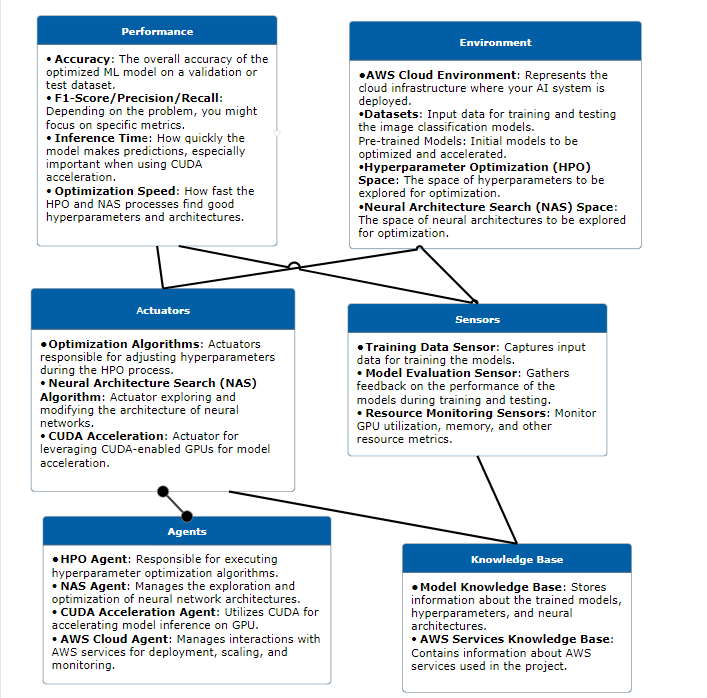 Performance
• Accuracy: The overall accuracy of the
optimized ML model on a validation or
test dataset.
• F1-Score/Precision/Recall:
Depending on the problem, you might
focus on specific metrics.
• Inference Time: How quickly the
model makes predictions, especially
important when using CUDA
acceleration.
• Optimization Speed: How fast the
HPO and NAS processes find good
hyperparameters and architectures.
Environment
●AWS Cloud Environment: Represents the
cloud infrastructure where your AI system is
deployed.
•Datasets: Input data for training and testing
the image classification models.
Pre-trained Models: Initial models to be
optimized and accelerated.
•Hyperparameter Optimization (HPO)
Space: The space of hyperparameters to be
explored for optimization.
•Neural Architecture Search (NAS) Space:
The space of neural architectures to be explored
for optimization.
Actuators
●Optimization Algorithms: Actuators
responsible for adjusting hyperparameters
during the HPO process.
• Neural Architecture Search (NAS)
Algorithm: Actuator exploring and
modifying the architecture of neural
networks.
• CUDA Acceleration: Actuator for
leveraging CUDA-enabled GPUs for model
acceleration.
Sensors
• Training Data Sensor: Captures input
data for training the models.
• Model Evaluation Sensor: Gathers
feedback on the performance of the
models during training and testing.
• Resource Monitoring Sensors: Monitor
GPU utilization, memory, and other
resource metrics.
Agents
●HPO Agent: Responsible for executing
hyperparameter optimization algorithms.
• NAS Agent: Manages the exploration and
optimization of neural network architectures.
• CUDA Acceleration Agent: Utilizes CUDA for
accelerating model inference on GPU.
• AWS Cloud Agent: Manages interactions with
AWS services for deployment, scaling, and
monitoring.
Knowledge Base
●Model Knowledge Base: Stores
information about the trained models,
hyperparameters, and neural
architectures.
• AWS Services Knowledge Base:
Contains information about AWS
services used in the project.